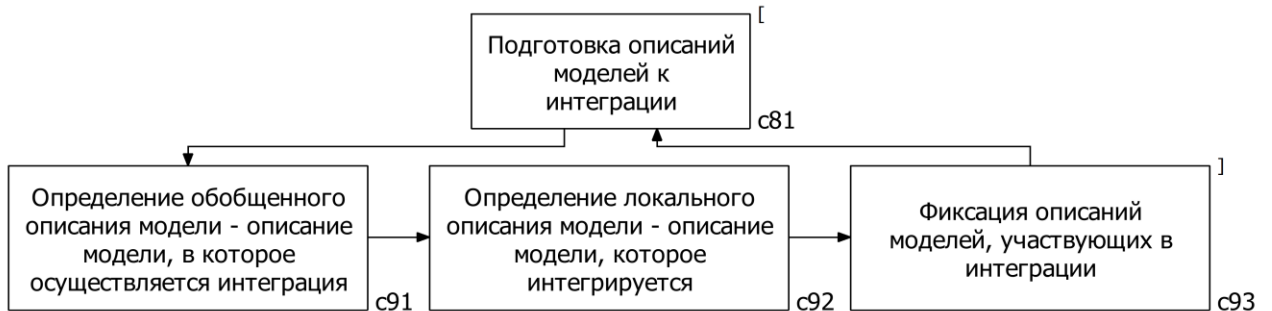 [
Подготовка описаний
моделей к
интеграции
c81
Определение обобщенного
описания модели - описание
модели, в которое
осуществляется интеграция
c91
Определение локального
описания модели - описание
модели, которое
интегрируется
c92
]
Фиксация описаний
моделей, участвующих в
интеграции
c93